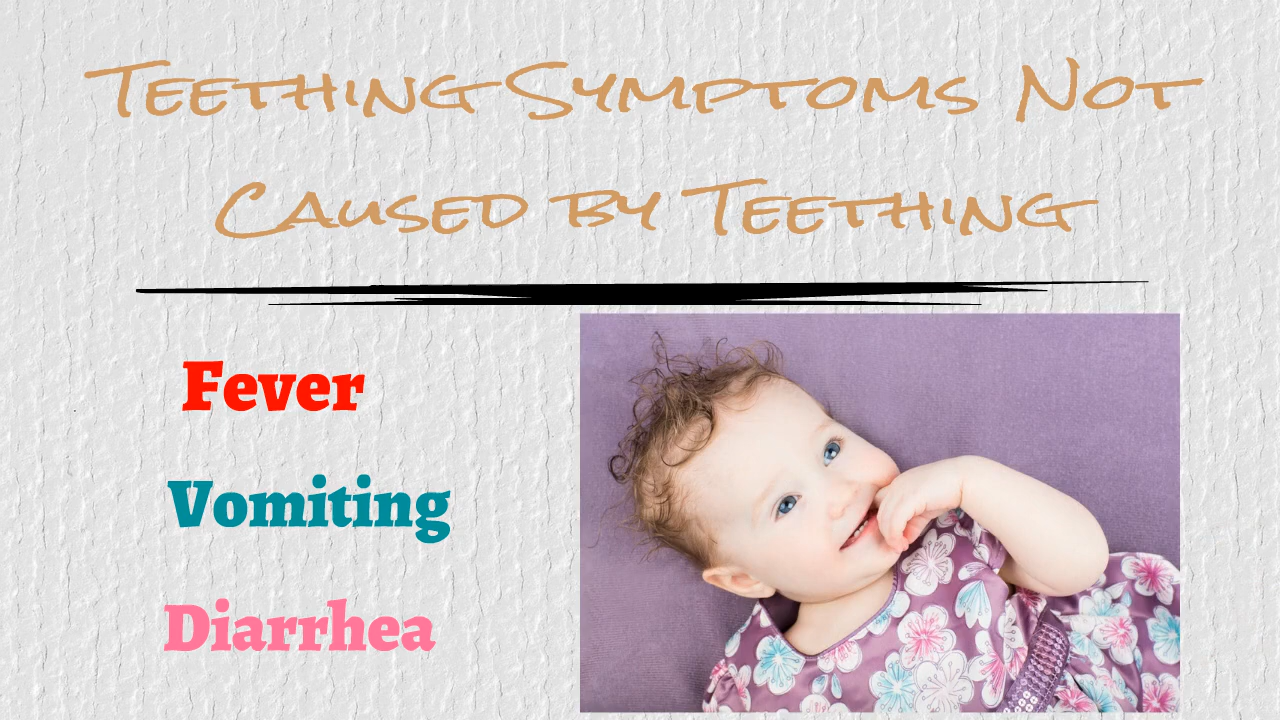 Teething Symptoms Not
Caused by Teething
Fever
Vomiting
Diarrhea